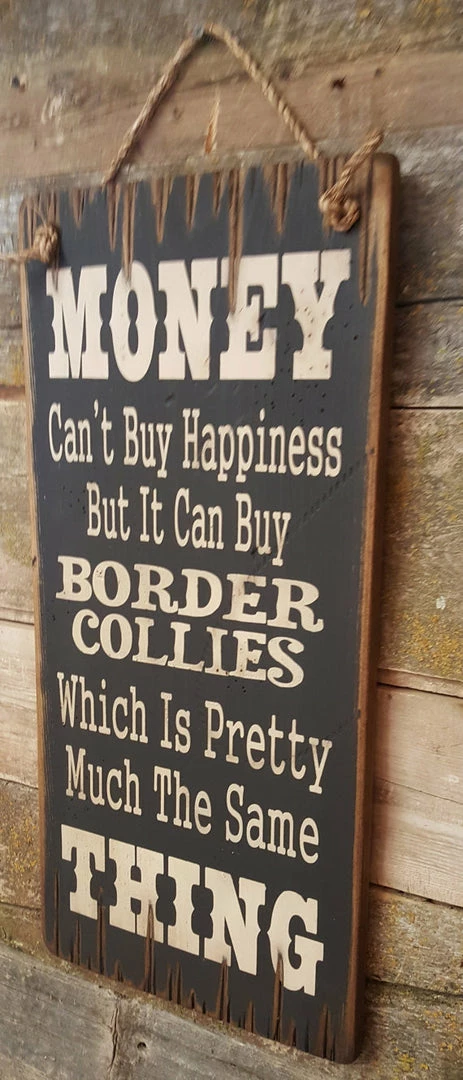 MONEY
Can't Buy Happiness
But It Can Buy
BORDER
COLLIES
Which Is Pretty
Much The Same
THING